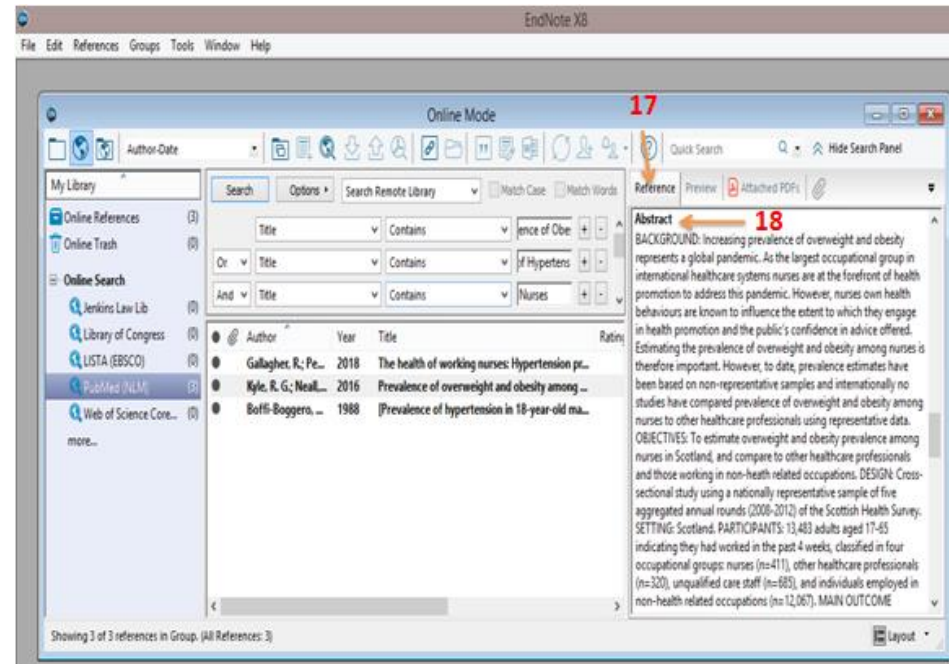 EndNote X8
File Edit References Groups Tools Window Help
Online Mode
17
Author-Date
Quick Search
Hide Search Panel
My Library
Online References (3)
Online Trash (0)
Online Search
Jenkins Law Lib (0)
Library of Congress (0)
LISTA (EBSCO) (0)
PubMed (NLM) (3)
Web of Science Core... (0)
more...
Search Options Search Remote Library Match Case Match Words
Title Contains ence of Obe + -
Or Title Contains of Hypertens + -
And Title Contains Nurses + -
Author Year Title Rating
Gallagher, R.; Pe... 2018 The health of working nurses: Hypertension pr...
Kyle, R. G.; Neall,... 2016 Prevalence of overweight and obesity among ...
Boffi-Boggero, ... 1988 [Prevalence of hypertension in 18-year-old ma...
Reference Preview Attached PDFs
Abstract 18
BACKGROUND: Increasing prevalence of overweight and obesity
represents a global pandemic. As the largest occupational group in
international healthcare systems nurses are at the forefront of health
promotion to address this pandemic. However, nurses own health
behaviours are known to influence the extent to which they engage
in health promotion and the public's confidence in advice offered.
Estimating the prevalence of overweight and obesity among nurses is
therefore important. However, to date, prevalence estimates have
been based on non-representative samples and internationally no
studies have compared prevalence of overweight and obesity among
nurses to other healthcare professionals using representative data.
OBJECTIVES: To estimate overweight and obesity prevalence among
nurses in Scotland, and compare to other healthcare professionals
and those working in non-heath related occupations. DESIGN: Cross-
sectional study using a nationally representative sample of five
aggregated annual rounds (2008-2012) of the Scottish Health Survey.
SETTING: Scotland. PARTICIPANTS: 13,483 adults aged 17-65
indicating they had worked in the past 4 weeks, classified in four
occupational groups: nurses (n=411), other healthcare professionals
(n=320), unqualified care staff (n=685), and individuals employed in
non-health related occupations (n=12,067). MAIN OUTCOME
Showing 3 of 3 references in Group. (All References: 3)
Layout